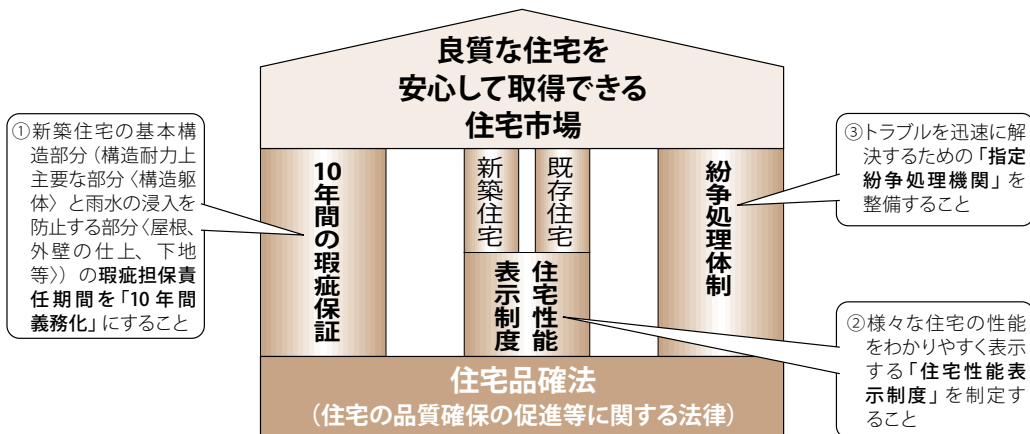 良質な住宅を
安心して取得できる
住宅市場
①新築住宅の基本構
造部分（構造耐力上
主要な部分〈構造躯
体〉と雨水の浸入を
防止する部分〈屋根、
外壁の仕上、下地
等〉）の瑕疵担保責
任期間を「10年間
義務化」にすること
10年間の瑕疵保証
新築住宅
既存住宅
住宅性能
表示制度
紛争処理体制
③トラブルを迅速に解
決するための「指定
紛争処理機関」を
整備すること
②様々な住宅の性能
をわかりやすく表示
する「住宅性能表
示制度」を制定す
ること
住宅品確法
（住宅の品質確保の促進等に関する法律）